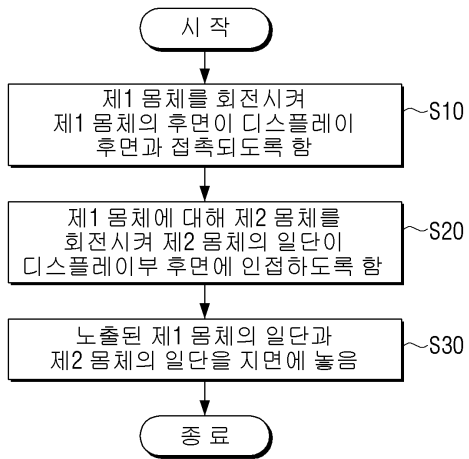 시 작
제1 몸체를 회전시켜
제1 몸체의 후면이 디스플레이
후면과 접촉되도록 함
S10
제1 몸체에 대해 제2 몸체를
회전시켜 제2 몸체의 일단이
디스플레이부 후면에 인접하도록 함
S20
노출된 제1 몸체의 일단과
제2 몸체의 일단을 지면에 놓음
S30
종 료